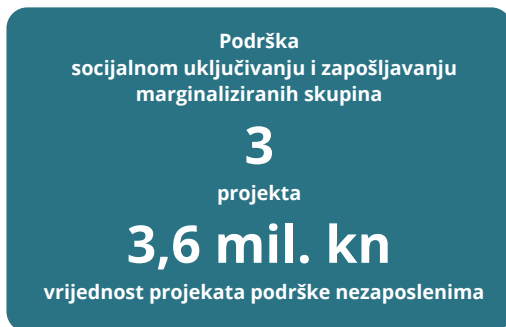 Podrška
socijalnom uključivanju i zapošljavanju
marginaliziranih skupina
3
projekta
3,6 mil. kn
vrijednost projekata podrške nezaposlenima